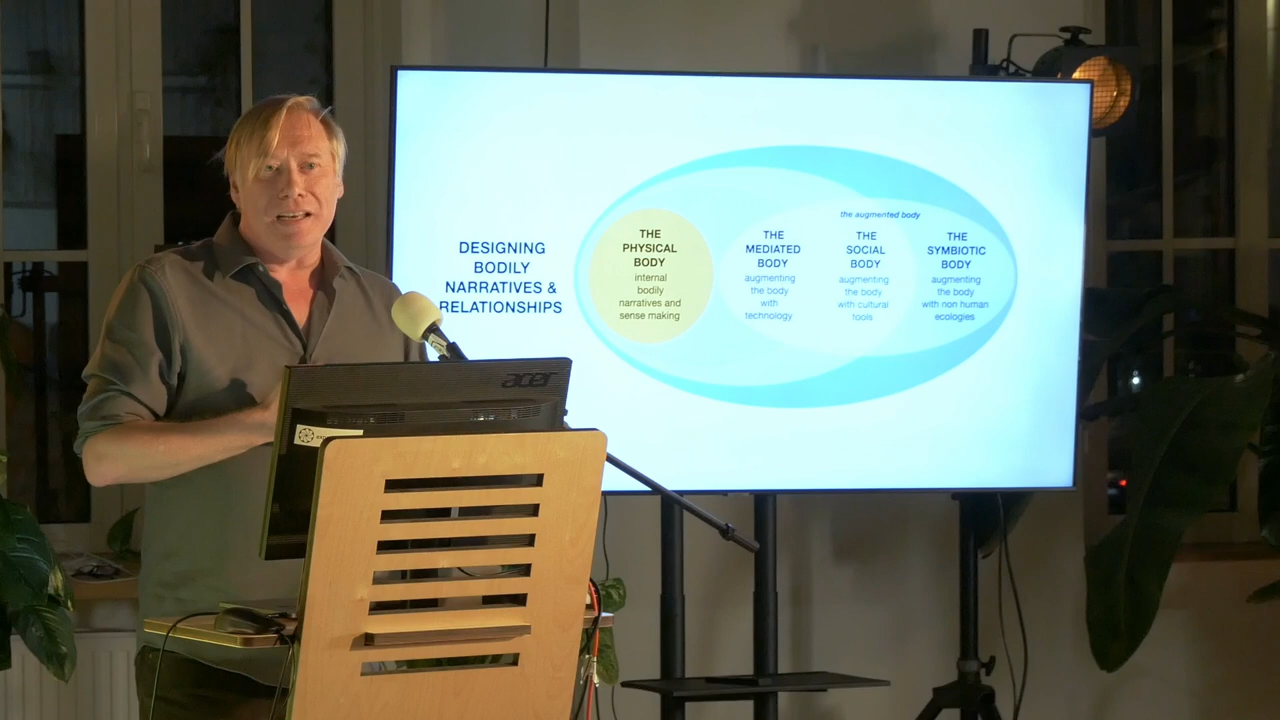 DESIGNING
BODILY
NARRATIVES &
RELATIONSHIPS
THE
PHYSICAL
BODY
internal
bodily
narratives and
sense making
the augmented body
THE
MEDIATED
BODY
augmenting
the body
with
technology
THE
SOCIAL
BODY
augmenting
the body
with cultural
tools
THE
SYMBIOTIC
BODY
augmenting
the body
with non human
ecologies
acer